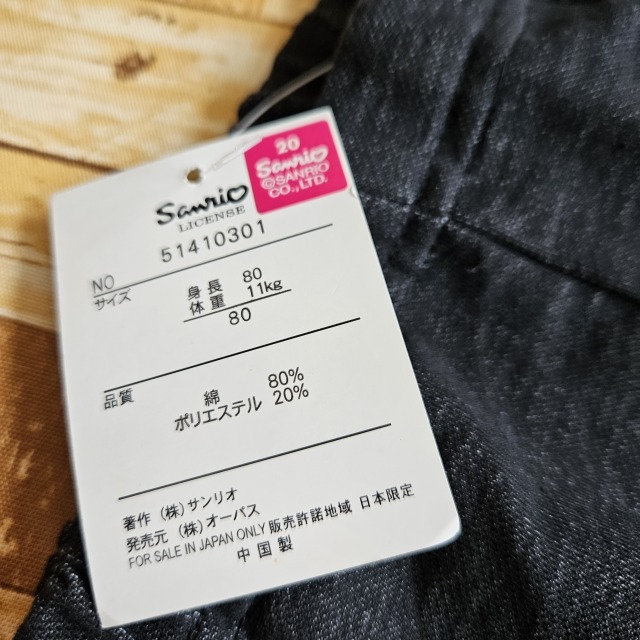 20
Sanrio
©SANRIO
CO.,LTD.
Sanrio
LICENSE
NO 51410301
サイズ 身長 80
体重 11kg
80
品質 綿 80%
ポリエステル 20%
著作 (株)サンリオ
発売元 (株)オーパス
FOR SALE IN JAPAN ONLY 販売許諾地域 日本限定
中国製